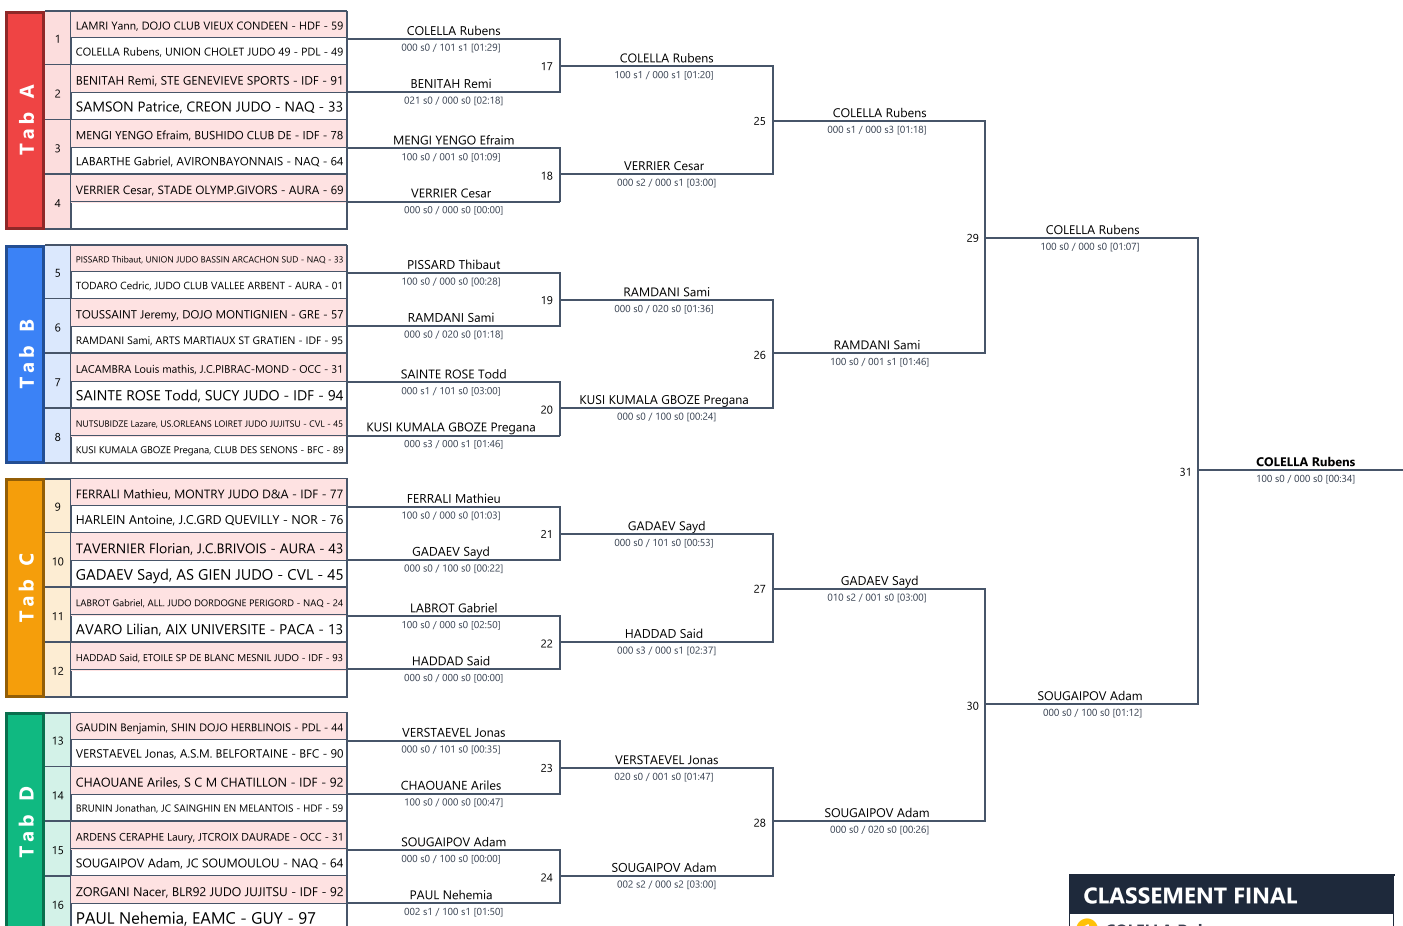 Tab A
1
LAMRI Yann, DOJO CLUB VIEUX CONDEEN - HDF - 59
COLELLA Rubens, UNION CHOLET JUDO 49 - PDL - 49
2
BENITAH Remi, STE GENEVIEVE SPORTS - IDF - 91
SAMSON Patrice, CREON JUDO - NAQ - 33
3
MENGI YENGO Efraim, BUSHIDO CLUB DE - IDF - 78
LABARTHE Gabriel, AVIRONBAYONNAIS - NAQ - 64
4
VERRIER Cesar, STADE OLYMP.GIVORS - AURA - 69
Tab B
5
PISSARD Thibaut, UNION JUDO BASSIN ARCACHON SUD - NAQ - 33
TODARO Cedric, JUDO CLUB VALLEE ARBENT - AURA - 01
6
TOUSSAINT Jeremy, DOJO MONTIGNIEN - GRE - 57
RAMDANI Sami, ARTS MARTIAUX ST GRATIEN - IDF - 95
7
LACAMBRA Louis mathis, J.C.PIBRAC-MOND - OCC - 31
SAINTE ROSE Todd, SUCY JUDO - IDF - 94
8
NUTSUBIDZE Lazare, US.ORLEANS LOIRET JUDO JUJITSU - CVL - 45
KUSI KUMALA GBOZE Pregana, CLUB DES SENONS - BFC - 89
Tab C
9
FERRALI Mathieu, MONTRY JUDO D&A - IDF - 77
HARLEIN Antoine, J.C.GRD QUEVILLY - NOR - 76
10
TAVERNIER Florian, J.C.BRIVOIS - AURA - 43
GADAEV Sayd, AS GIEN JUDO - CVL - 45
11
LABROT Gabriel, ALL. JUDO DORDOGNE PERIGORD - NAQ - 24
AVARO Lilian, AIX UNIVERSITE - PACA - 13
12
HADDAD Said, ETOILE SP DE BLANC MESNIL JUDO - IDF - 93
Tab D
13
GAUDIN Benjamin, SHIN DOJO HERBLINOIS - PDL - 44
VERSTAEVEL Jonas, A.S.M. BELFORTAINE - BFC - 90
14
CHAOUANE Ariles, S C M CHATILLON - IDF - 92
BRUNIN Jonathan, JC SAINGHIN EN MELANTOIS - HDF - 59
15
ARDENS CERAPHE Laury, JTCROIX DAURADE - OCC - 31
SOUGAIPOV Adam, JC SOUMOULOU - NAQ - 64
16
ZORGANI Nacer, BLR92 JUDO JUJITSU - IDF - 92
PAUL Nehemia, EAMC - GUY - 97
COLELLA Rubens
000 s0 / 101 s1 [01:29]
17
BENITAH Remi
021 s0 / 000 s0 [02:18]
MENGI YENGO Efraim
100 s0 / 001 s0 [01:09]
18
VERRIER Cesar
000 s0 / 000 s0 [00:00]
PISSARD Thibaut
100 s0 / 000 s0 [00:28]
19
RAMDANI Sami
000 s0 / 020 s0 [01:18]
SAINTE ROSE Todd
000 s1 / 101 s0 [03:00]
20
KUSI KUMALA GBOZE Pregana
000 s3 / 000 s1 [01:46]
FERRALI Mathieu
100 s0 / 000 s0 [01:03]
21
GADAEV Sayd
000 s0 / 100 s0 [00:22]
LABROT Gabriel
100 s0 / 000 s0 [02:50]
22
HADDAD Said
000 s0 / 000 s0 [00:00]
VERSTAEVEL Jonas
000 s0 / 101 s0 [00:35]
23
CHAOUANE Ariles
100 s0 / 000 s0 [00:47]
SOUGAIPOV Adam
000 s0 / 100 s0 [00:00]
24
PAUL Nehemia
002 s1 / 100 s1 [01:50]
COLELLA Rubens
100 s1 / 000 s1 [01:20]
25
VERRIER Cesar
000 s2 / 000 s1 [03:00]
RAMDANI Sami
000 s0 / 020 s0 [01:36]
26
KUSI KUMALA GBOZE Pregana
000 s0 / 100 s0 [00:24]
GADAEV Sayd
000 s0 / 101 s0 [00:53]
27
HADDAD Said
000 s3 / 000 s1 [02:37]
VERSTAEVEL Jonas
020 s0 / 001 s0 [01:47]
28
SOUGAIPOV Adam
002 s2 / 000 s2 [03:00]
COLELLA Rubens
000 s1 / 000 s3 [01:18]
29
RAMDANI Sami
100 s0 / 001 s1 [01:46]
GADAEV Sayd
010 s2 / 001 s0 [03:00]
30
SOUGAIPOV Adam
000 s0 / 020 s0 [00:26]
COLELLA Rubens
100 s0 / 000 s0 [01:07]
31
SOUGAIPOV Adam
000 s0 / 100 s0 [01:12]
COLELLA Rubens
100 s0 / 000 s0 [00:34]
CLASSEMENT FINAL